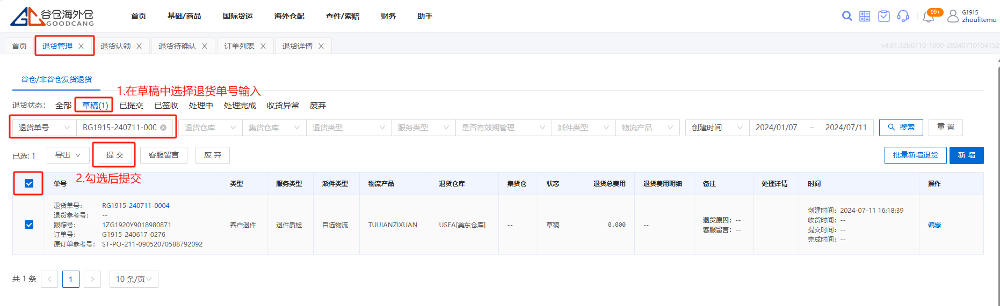 谷仓海外仓
GOODCANG
首页 基础/商品 国际货运 海外仓配 查件/索赔 财务 助手
99+
G1915
zhoulitemu
首页 退货管理 X 退货认领 X 退货待确认 X 订单列表 X 退货详情 X
v4.91.32b0710-1000-20240710154152
谷仓/非谷仓发货退货
1.在草稿中选择退货单号输入
退货状态: 全部 草稿(1) 已提交 已签收 处理中 处理完成 收货异常 废弃
退货单号 RG1915-240711-000 退货仓库 集货仓库 退货类型 服务类型 是否有效期管理 派件类型 物流产品 创建时间 2024/01/07 ~ 2024/07/11 搜索 重 置
已选: 1 导出 提 交 客服留言 废 弃 批量新增退货 新 增
2.勾选后提交
单号 类型 服务类型 派件类型 物流产品 退货仓库 集货仓 状态 退货总费用 退货费用明细 备注 处理详情 时间 操作
退货单号: RG1915-240711-0004
退货参考号: --
跟踪号: 1ZG1920Y9018980871
订单号: G1915-240617-0276
原订单参考号: ST-PO-211-09052070588792092
客户退件 退件质检 自选物流 TUIJIANZIXUAN USEA[美东仓库] -- 草稿 0.000 --
退货原因: --
客服留言: --
创建时间: 2024-07-11 16:18:39
收货时间: --
提交时间: --
完成时间: --
编辑
共 1 条 < 1 > 10 条/页